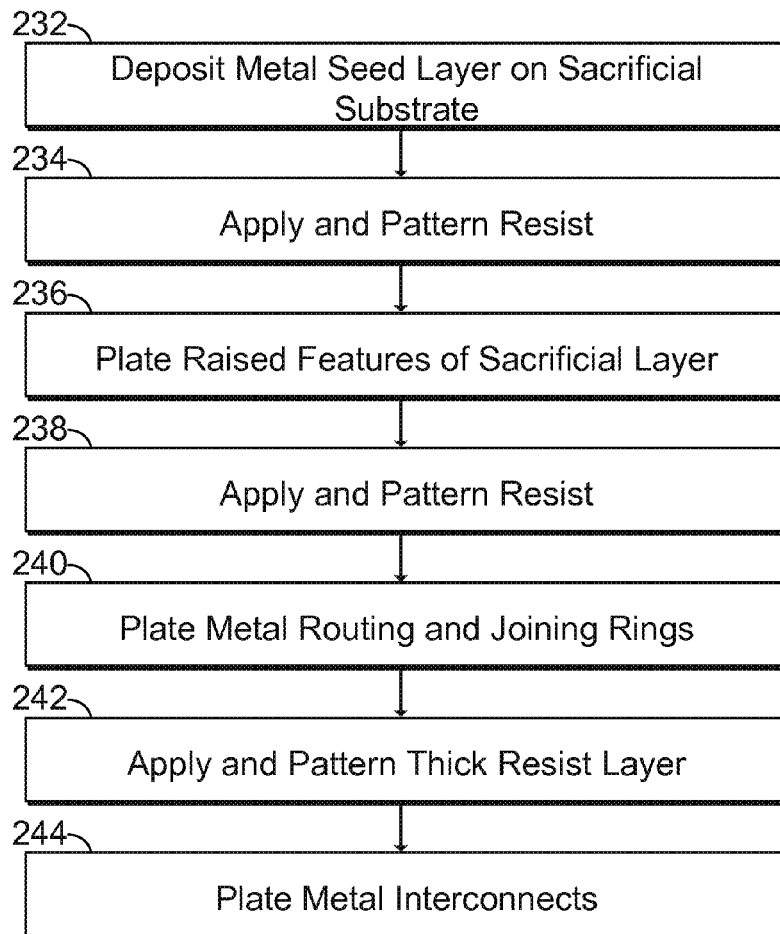 232
Deposit Metal Seed Layer on Sacrificial
Substrate
234
Apply and Pattern Resist
236
Plate Raised Features of Sacrificial Layer
238
Apply and Pattern Resist
240
Plate Metal Routing and Joining Rings
242
Apply and Pattern Thick Resist Layer
244
Plate Metal Interconnects